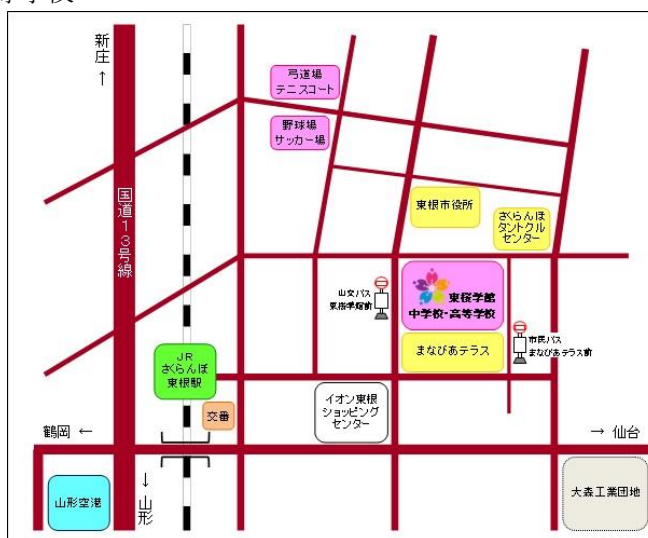 新庄
↑
国道13号線
弓道場
テニスコート
野球場
サッカー場
東根市役所
さくらんぼ
タントクル
センター
山交バス
東桜学館前
東桜学館
中学校・高等学校
まなびあテラス
市民バス
まなびあテラス前
JR
さくらんぼ
東根駅
交番
イオン東根
ショッピング
センター
鶴岡 ←
→ 仙台
山形空港
↓
山形
大森工業団地